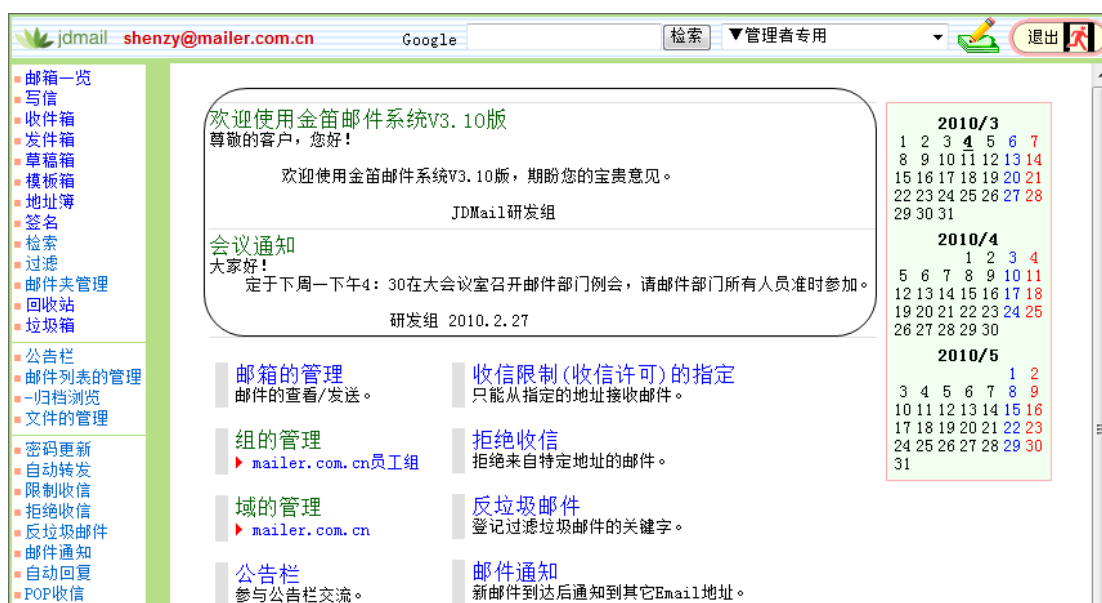 jdmail shenzy@mailer.com.cn Google 检索 ▼管理者专用 退出
邮箱一览
写信
收件箱
发件箱
草稿箱
模板箱
地址簿
签名
检索
过滤
邮件夹管理
回收站
垃圾箱
公告栏
邮件列表的管理
-归档浏览
文件的管理
密码更新
自动转发
限制收信
拒绝收信
反垃圾邮件
邮件通知
自动回复
POP收信
欢迎使用金笛邮件系统V3.10版
尊敬的客户，您好！
欢迎使用金笛邮件系统V3.10版，期盼您的宝贵意见。
JDMail研发组
会议通知
大家好！
定于下周一下午4：30在大会议室召开邮件部门例会，请邮件部门所有人员准时参加。
研发组 2010.2.27
邮箱的管理
邮件的查看/发送。
组的管理
mailer.com.cn员工组
域的管理
mailer.com.cn
公告栏
参与公告栏交流。
收信限制(收信许可)的指定
只能从指定的地址接收邮件。
拒绝收信
拒绝来自特定地址的邮件。
反垃圾邮件
登记过滤垃圾邮件的关键字。
邮件通知
新邮件到达后通知到其它Email地址。
2010/3
1 2 3 4 5 6 7
8 9 10 11 12 13 14
15 16 17 18 19 20 21
22 23 24 25 26 27 28
29 30 31
2010/4
1 2 3 4
5 6 7 8 9 10 11
12 13 14 15 16 17 18
19 20 21 22 23 24 25
26 27 28 29 30
2010/5
1 2
3 4 5 6 7 8 9
10 11 12 13 14 15 16
17 18 19 20 21 22 23
24 25 26 27 28 29 30
31